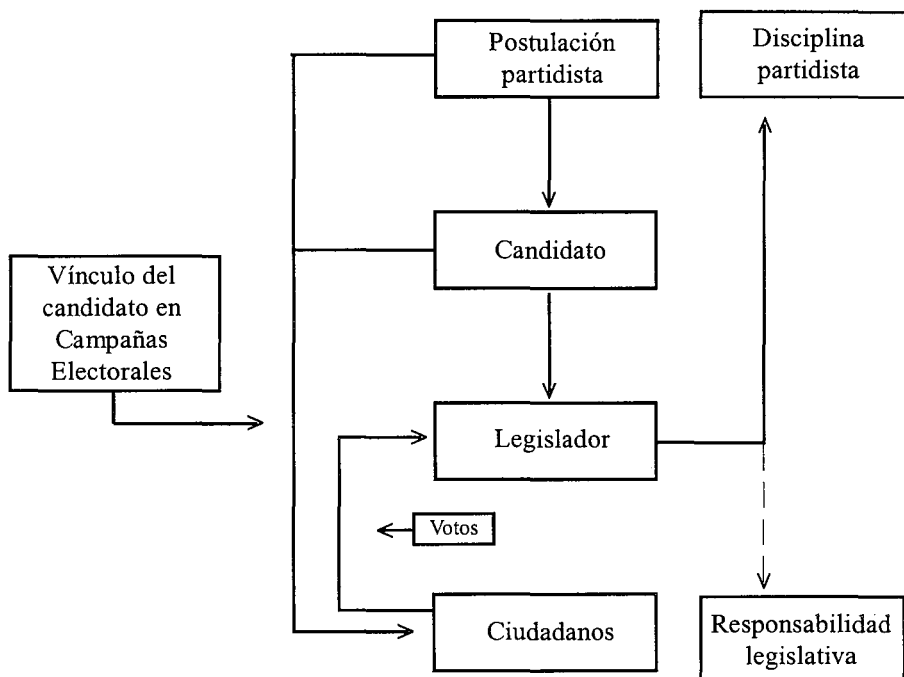 Postulación
partidista
Disciplina
partidista
Candidato
Vínculo del
candidato en
Campañas
Electorales
Legislador
Votos
Ciudadanos
Responsabilidad
legislativa